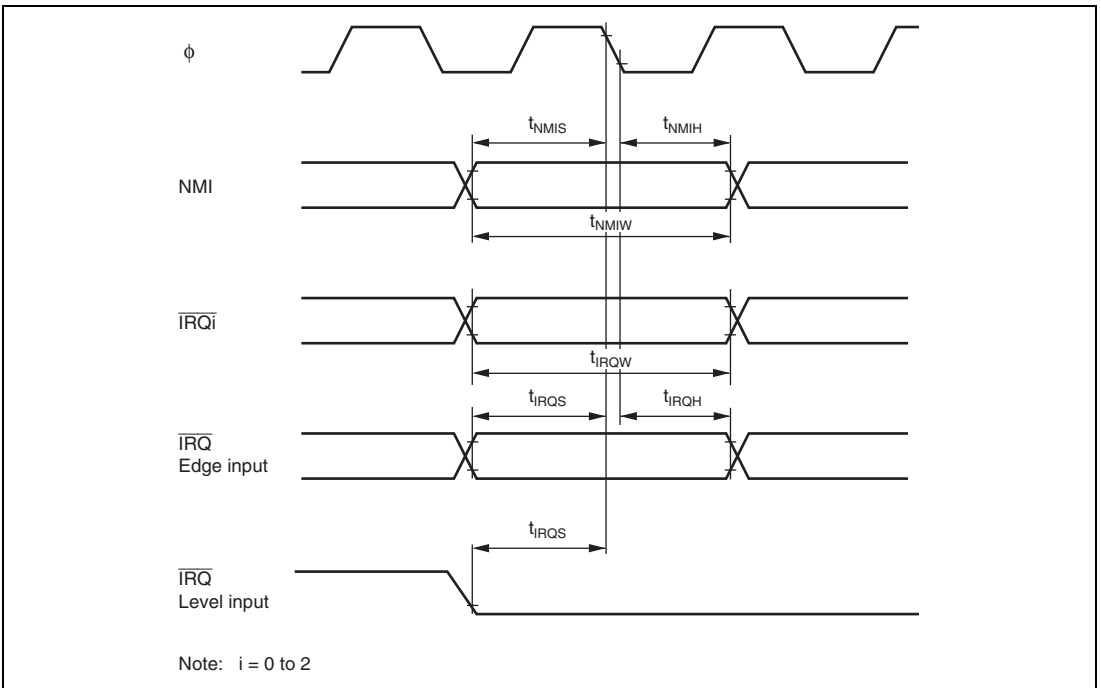 ϕ
tNMIS tNMIH
NMI
tNMIW
IRQi
tIRQW
tIRQS tIRQH
IRQ
Edge input
tIRQS
IRQ
Level input
Note: i = 0 to 2